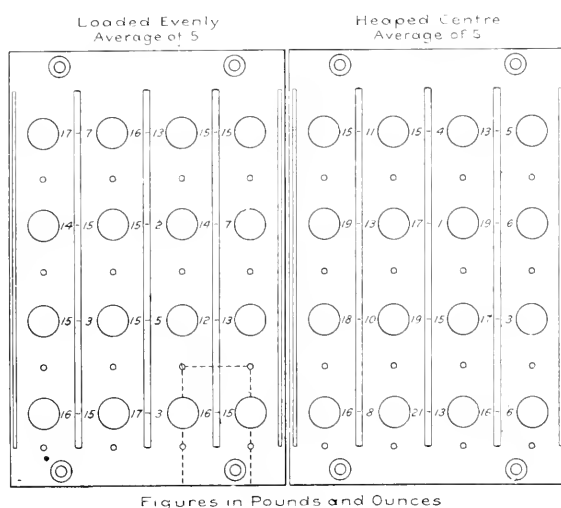 Loaded Evenly
Average of 5
Heaped Centre
Average of 5
17-7 16-13 15-15 15-11 15-4 13-5
14-15 15-2 14-7 19-13 17-1 19-6
15-3 15-5 12-13 18-10 19-15 17-3
16-15 17-3 16-15 16-8 21-13 16-6
Figures in Pounds and Ounces